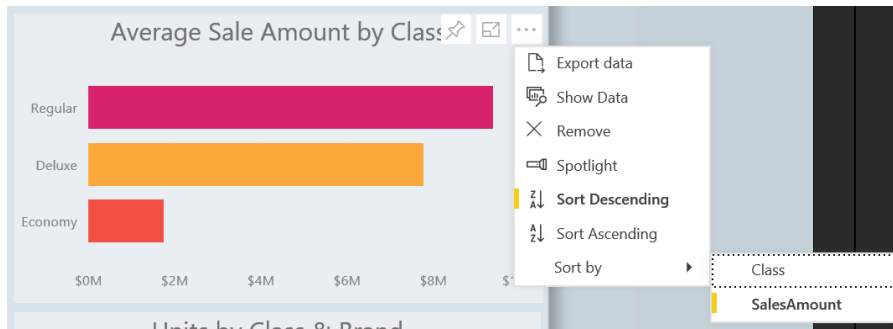 Average Sale Amount by Class
Export data
Show Data
Regular
Remove
Deluxe
Spotlight
Z
A
Sort Descending
Economy
A
Z
Sort Ascending
Sort by
Class
$0M $2M $4M $6M $8M
SalesAmount
Units by Class & Brand